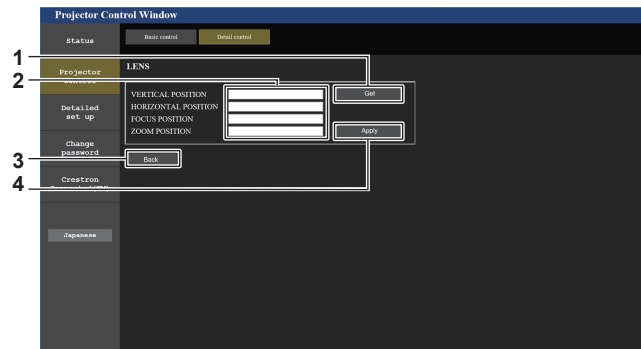 Projector Control Window
Status
Basic control
Detail control
1
2
Projector
LENS
VERTICAL POSITION
Get
HORIZONTAL POSITION
FOCUS POSITION
ZOOM POSITION
Apply
Detailed
set up
Change
password
3
Back
4
Crestron
Japanese